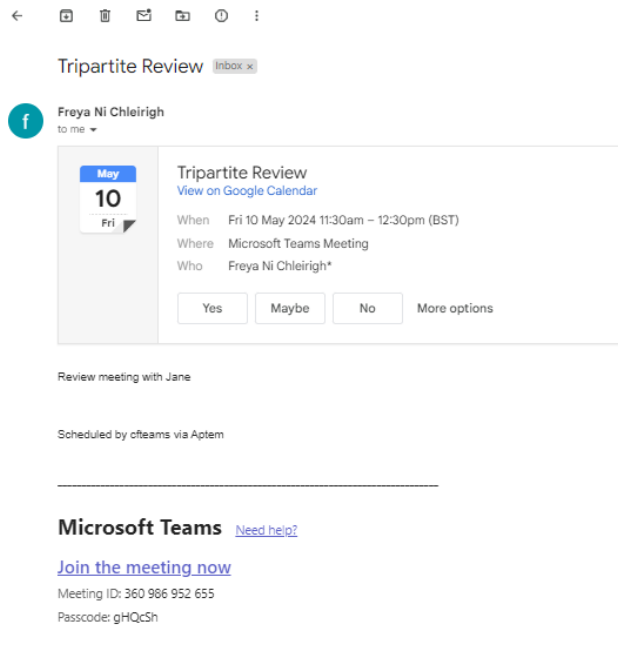 Tripartite Review Inbox x
Freya Ni Chleirigh
f
to me
May
10
Fri
Tripartite Review
View on Google Calendar
When Fri 10 May 2024 11:30am – 12:30pm (BST)
Where Microsoft Teams Meeting
Who Freya Ni Chleirigh*
Yes Maybe No More options
Review meeting with Jane
Scheduled by cfteams via Aptem
Microsoft Teams Need help?
Join the meeting now
Meeting ID: 360 986 952 655
Passcode: gHQcSh